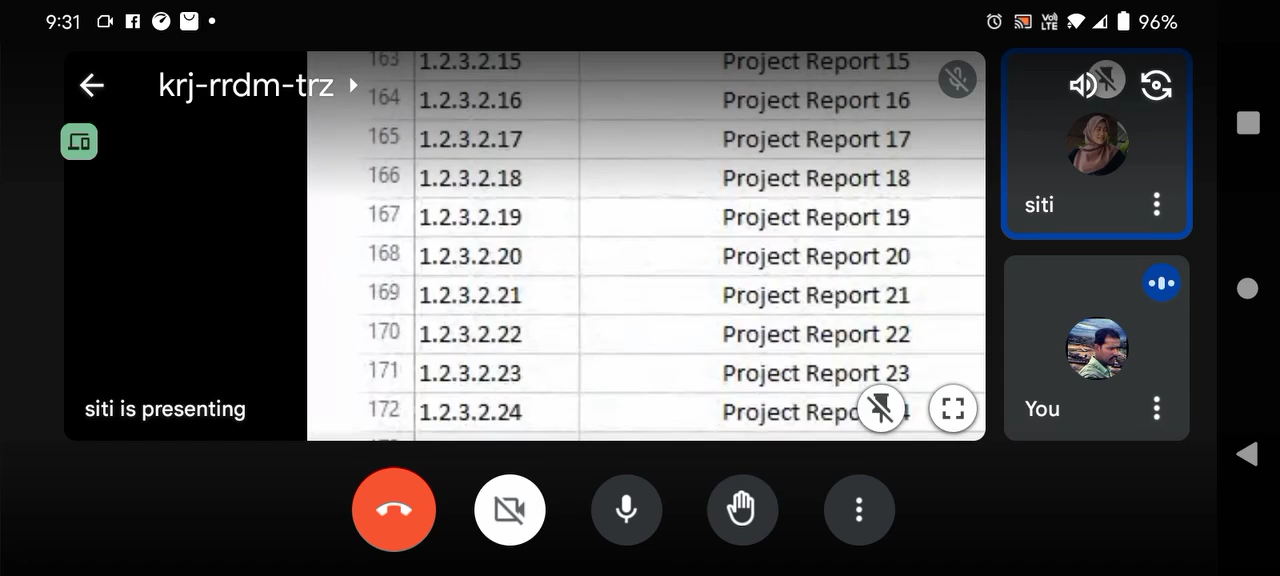 9:31
Vo)
LTE
96%
krj-rrdm-trz
163 1.2.3.2.15 Project Report 15
164 1.2.3.2.16 Project Report 16
165 1.2.3.2.17 Project Report 17
166 1.2.3.2.18 Project Report 18
167 1.2.3.2.19 Project Report 19
168 1.2.3.2.20 Project Report 20
169 1.2.3.2.21 Project Report 21
170 1.2.3.2.22 Project Report 22
171 1.2.3.2.23 Project Report 23
172 1.2.3.2.24 Project
siti is presenting
siti
You